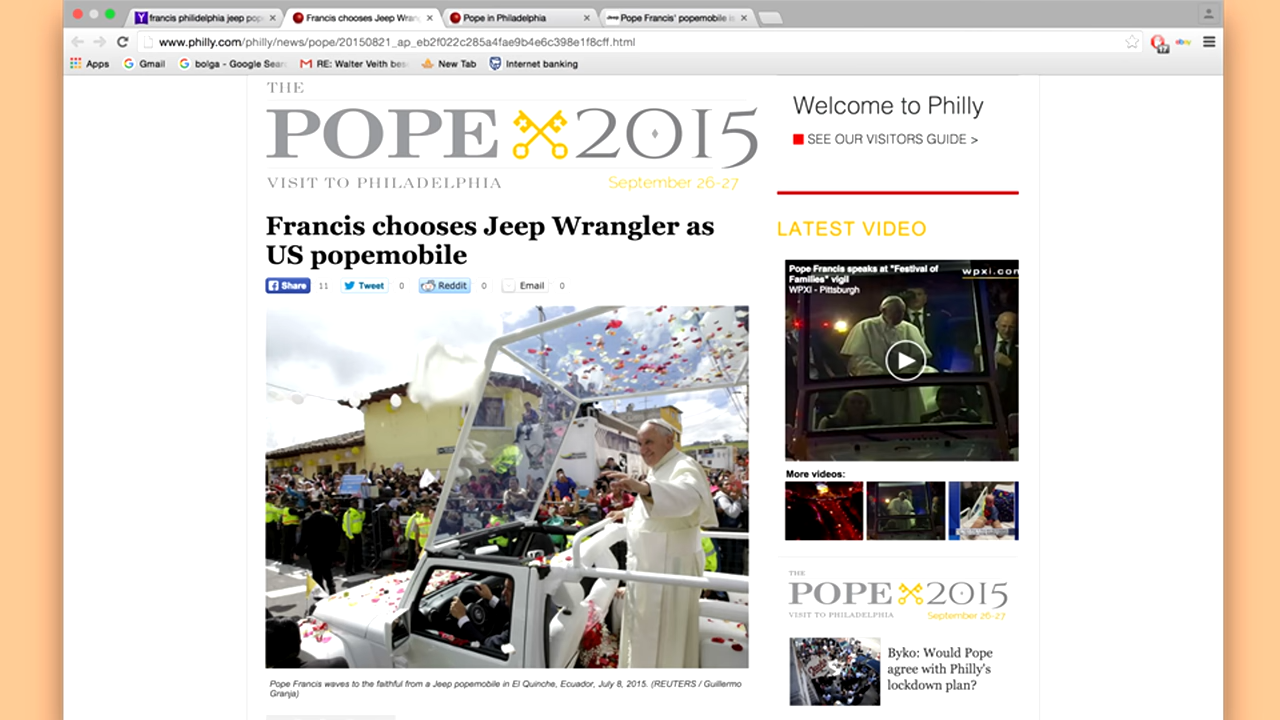 francis philidelphia jeep pop
Francis chooses Jeep Wran
Pope in Philadelphia
Jeep
Pope Francis' popemobile is
www.philly.com/philly/news/pope/20150821_ap_eb2f022c285a4fae9b4e6c398e1f8cff.html
17
ebay
Apps
Gmail
bolga - Google Sear
RE: Walter Veith bes
New Tab
Internet banking
THE
POPE 2015
VISIT TO PHILADELPHIA
September 26-27
Francis chooses Jeep Wrangler as
US popemobile
Share 11 Tweet 0 Reddit 0 Email 0
Pope Francis waves to the faithful from a Jeep popemobile in El Quinche, Ecuador, July 8, 2015. (REUTERS / Guillermo
Granja)
Welcome to Philly
SEE OUR VISITORS GUIDE >
LATEST VIDEO
Pope Francis speaks at "Festival of
Families" vigil
WPXI - Pittsburgh
wpxi.com
More videos:
THE
POPE 2015
VISIT TO PHILADELPHIA
September 26-27
Byko: Would Pope
agree with Philly's
lockdown plan?